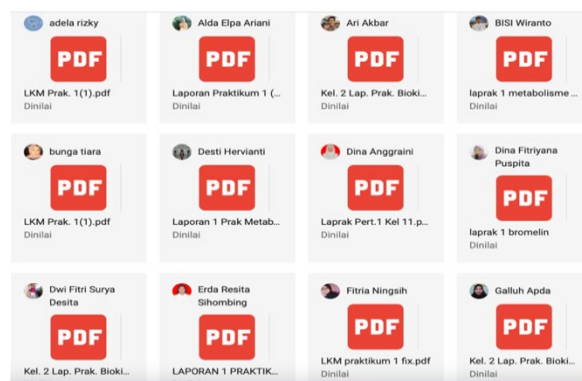 adela rizky
PDF
LKM Prak. 1(1).pdf
Dinilai
Alda Elpa Ariani
PDF
Laporan Praktikum 1 (...
Dinilai
Ari Akbar
PDF
Kel. 2 Lap. Prak. Bioki...
Dinilai
BISI Wiranto
PDF
laprak 1 metabolisme ...
Dinilai
bunga tiara
PDF
LKM Prak. 1(1).pdf
Dinilai
Desti Hervianti
PDF
Laporan 1 Prak Metab...
Dinilai
Dina Anggraini
PDF
Laprak Pert.1 Kel 11.p...
Dinilai
Dina Fitriyana
Puspita
PDF
laprak 1 bromelin
Dinilai
Dwi Fitri Surya
Desita
PDF
Kel. 2 Lap. Prak. Bioki...
Erda Resita
Sihombing
PDF
LAPORAN 1 PRAKTIK...
Fitria Ningsih
PDF
LKM praktikum 1 fix.pdf
Dinilai
Galluh Apda
PDF
Kel. 2 Lap. Prak. Bioki...
Dinilai